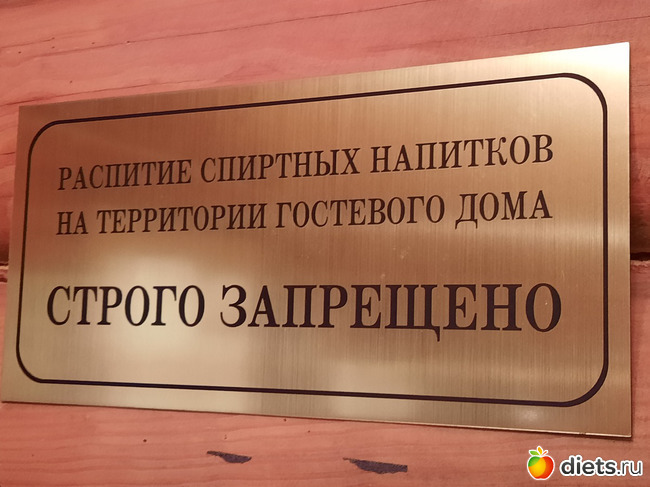 РАСПИТИЕ СПИРТНЫХ НАПИТКОВ
НА ТЕРРИТОРИИ ГОСТЕВОГО ДОМА
СТРОГО ЗАПРЕЩЕНО
diets.ru